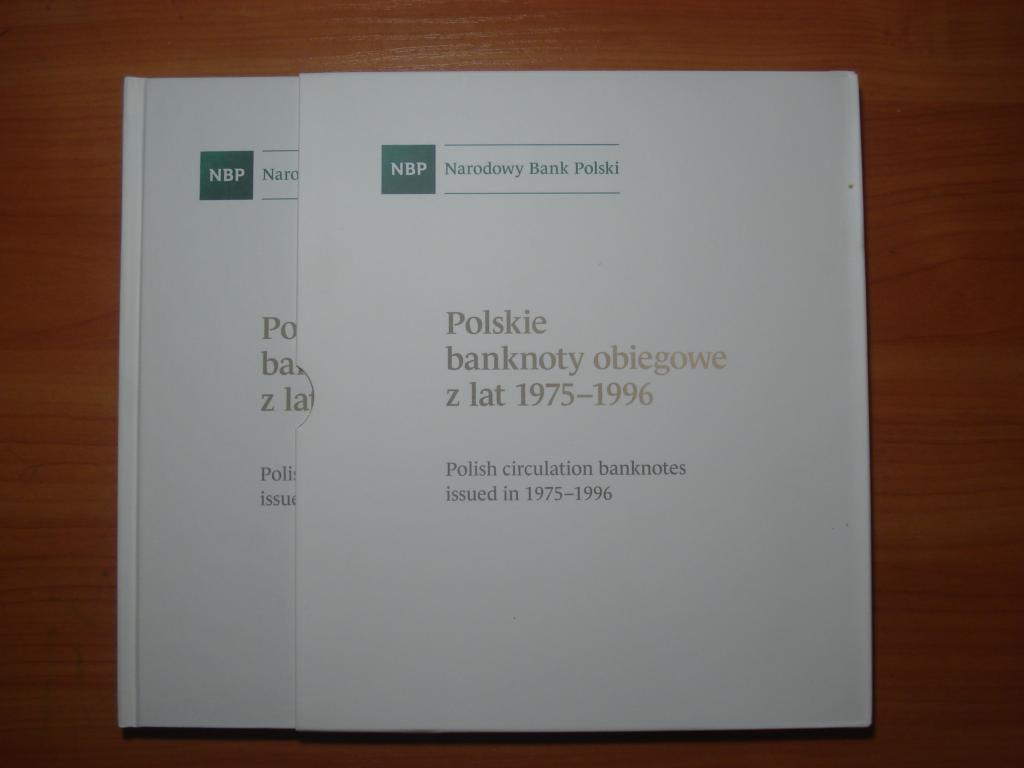 NBP
Naro
Po
ba
z lat
Polis
issue
NBP
Narodowy Bank Polski
Polskie
banknoty obiegowe
z lat 1975–1996
Polish circulation banknotes
issued in 1975–1996